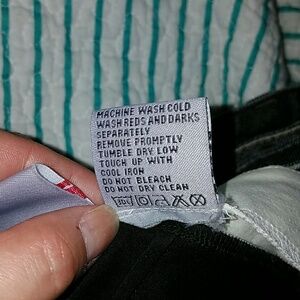 MACHINE WASH COLD
WASH REDS AND DARKS
SEPARATELY
REMOVE PROMPTLY
TUMBLE DRY LOW
TOUCH UP WITH
COOL IRON
DO NOT BLEACH
DO NOT DRY CLEAN